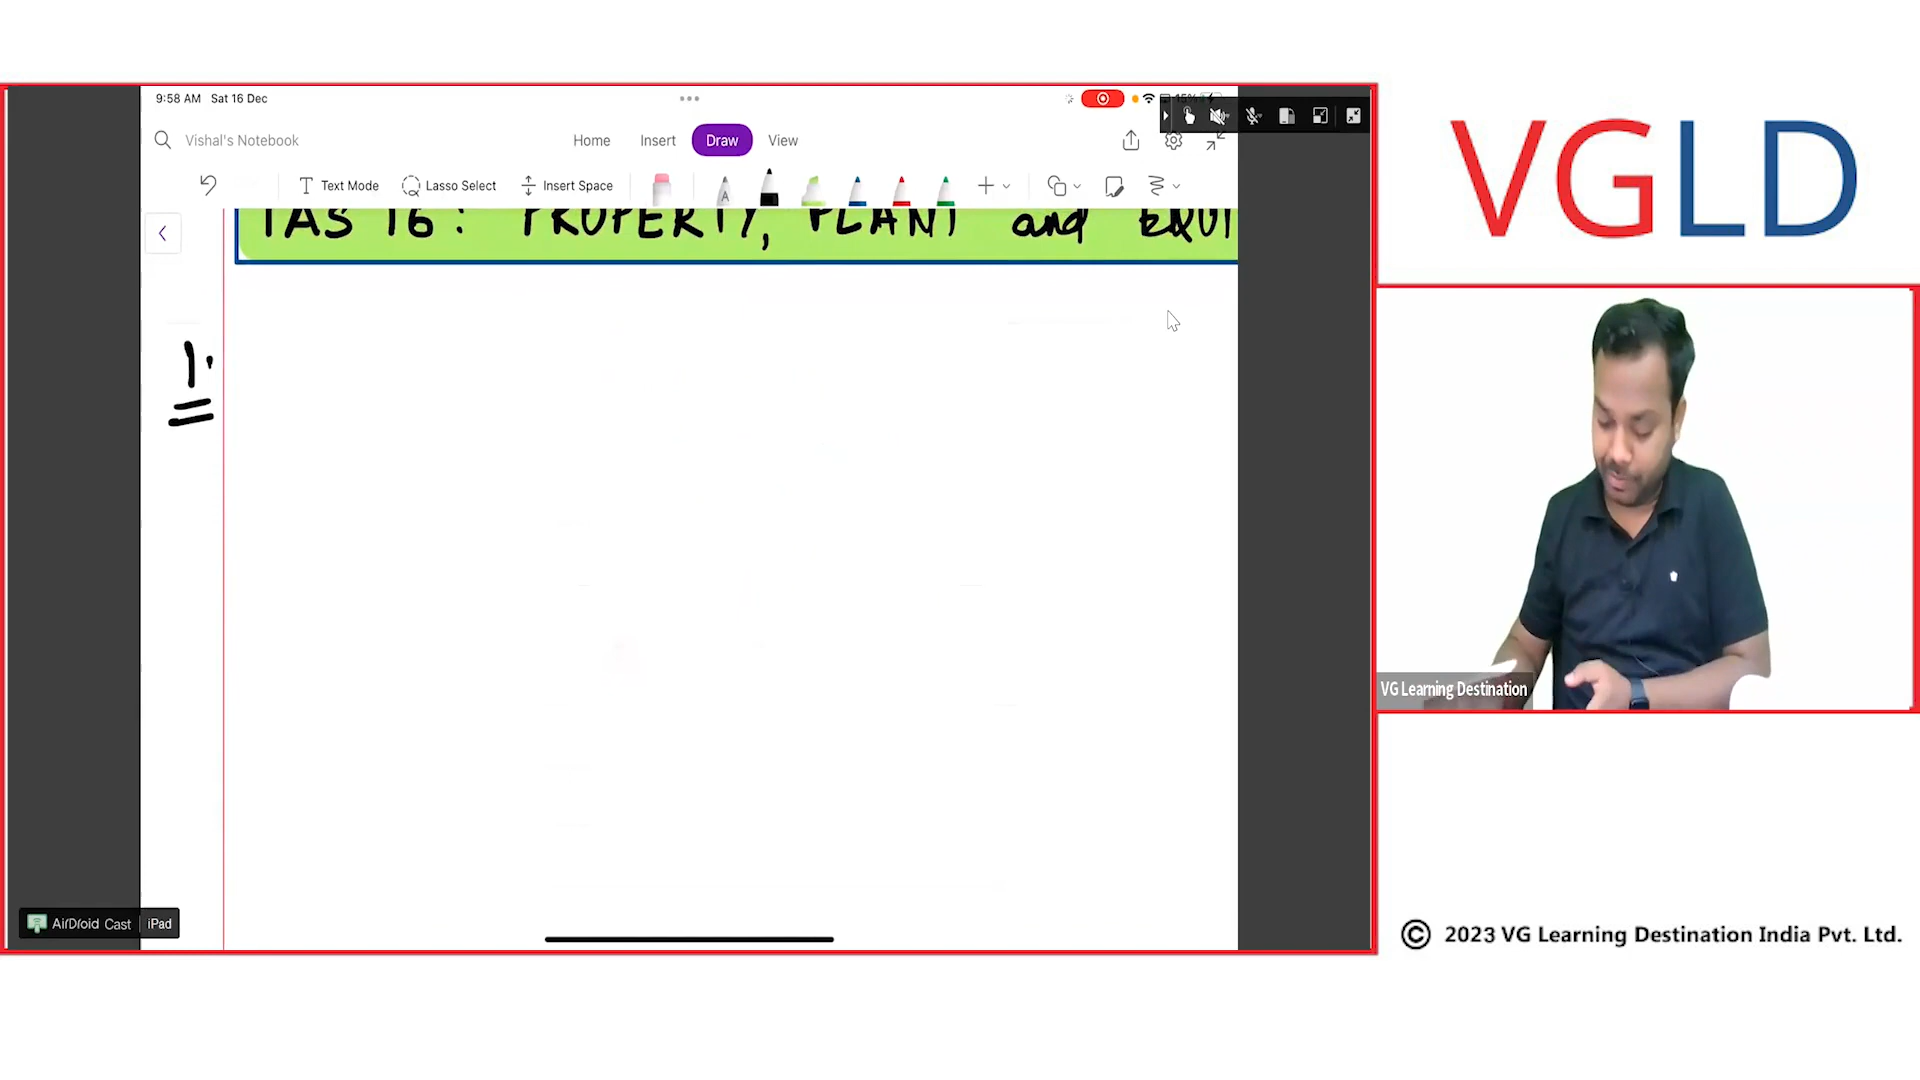 9:58 AM Sat 16 Dec
15%
VGLD
Vishal's Notebook
Home Insert Draw View
Text Mode Lasso Select Insert Space
A
IAS 16 : PROPERTY, PLANT and EQUI
1.
VG Learning Destination
AirDroid Cast iPad
© 2023 VG Learning Destination India Pvt. Ltd.